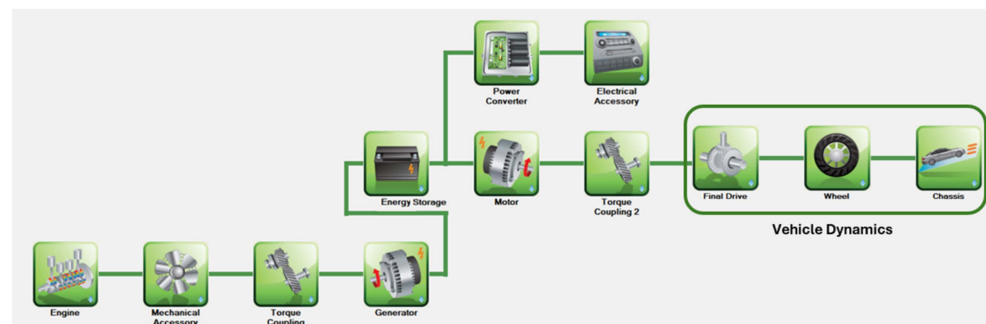 Power
Converter
Electrical
Accessory
Energy Storage
Motor
Torque
Coupling 2
Final Drive
Wheel
Chassis
Vehicle Dynamics
Engine
Mechanical
Accessory
Torque
Coupling
Generator